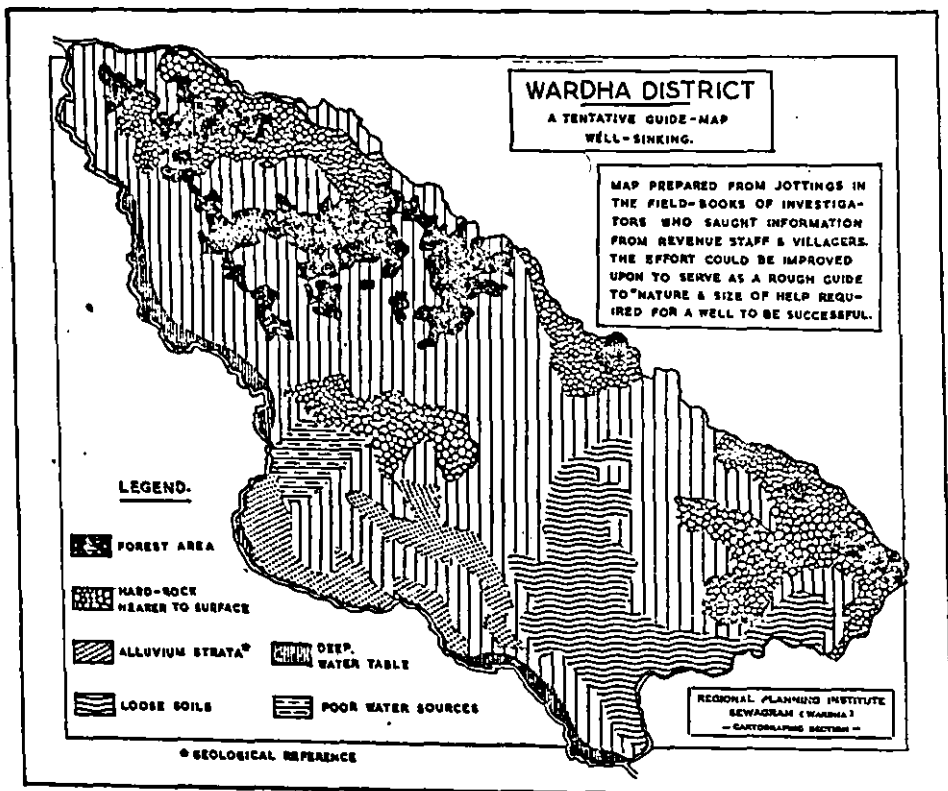 WARDHA DISTRICT
A TENTATIVE GUIDE-MAP
WELL-SINKING.
MAP PREPARED FROM JOTTINGS IN
THE FIELD-BOOKS OF INVESTIGA-
TORS WHO SAUGHT INFORMATION
FROM REVENUE STAFF & VILLAGERS.
THE EFFORT COULD BE IMPROVED
UPON TO SERVE AS A ROUGH GUIDE
TO "NATURE & SIZE OF HELP REQU-
IRED FOR A WELL TO BE SUCCESSFUL.
LEGEND.
FOREST AREA
HARD-ROCK
NEARER TO SURFACE
ALLUVIUM STRATA*
DEEP.
WATER TABLE
LOOSE SOILS
POOR WATER SOURCES
* GEOLOGICAL REFERENCE
REGIONAL PLANNING INSTITUTE
SEWAGRAM (WARDHA)
- CARTOGRAPHIC SECTION -